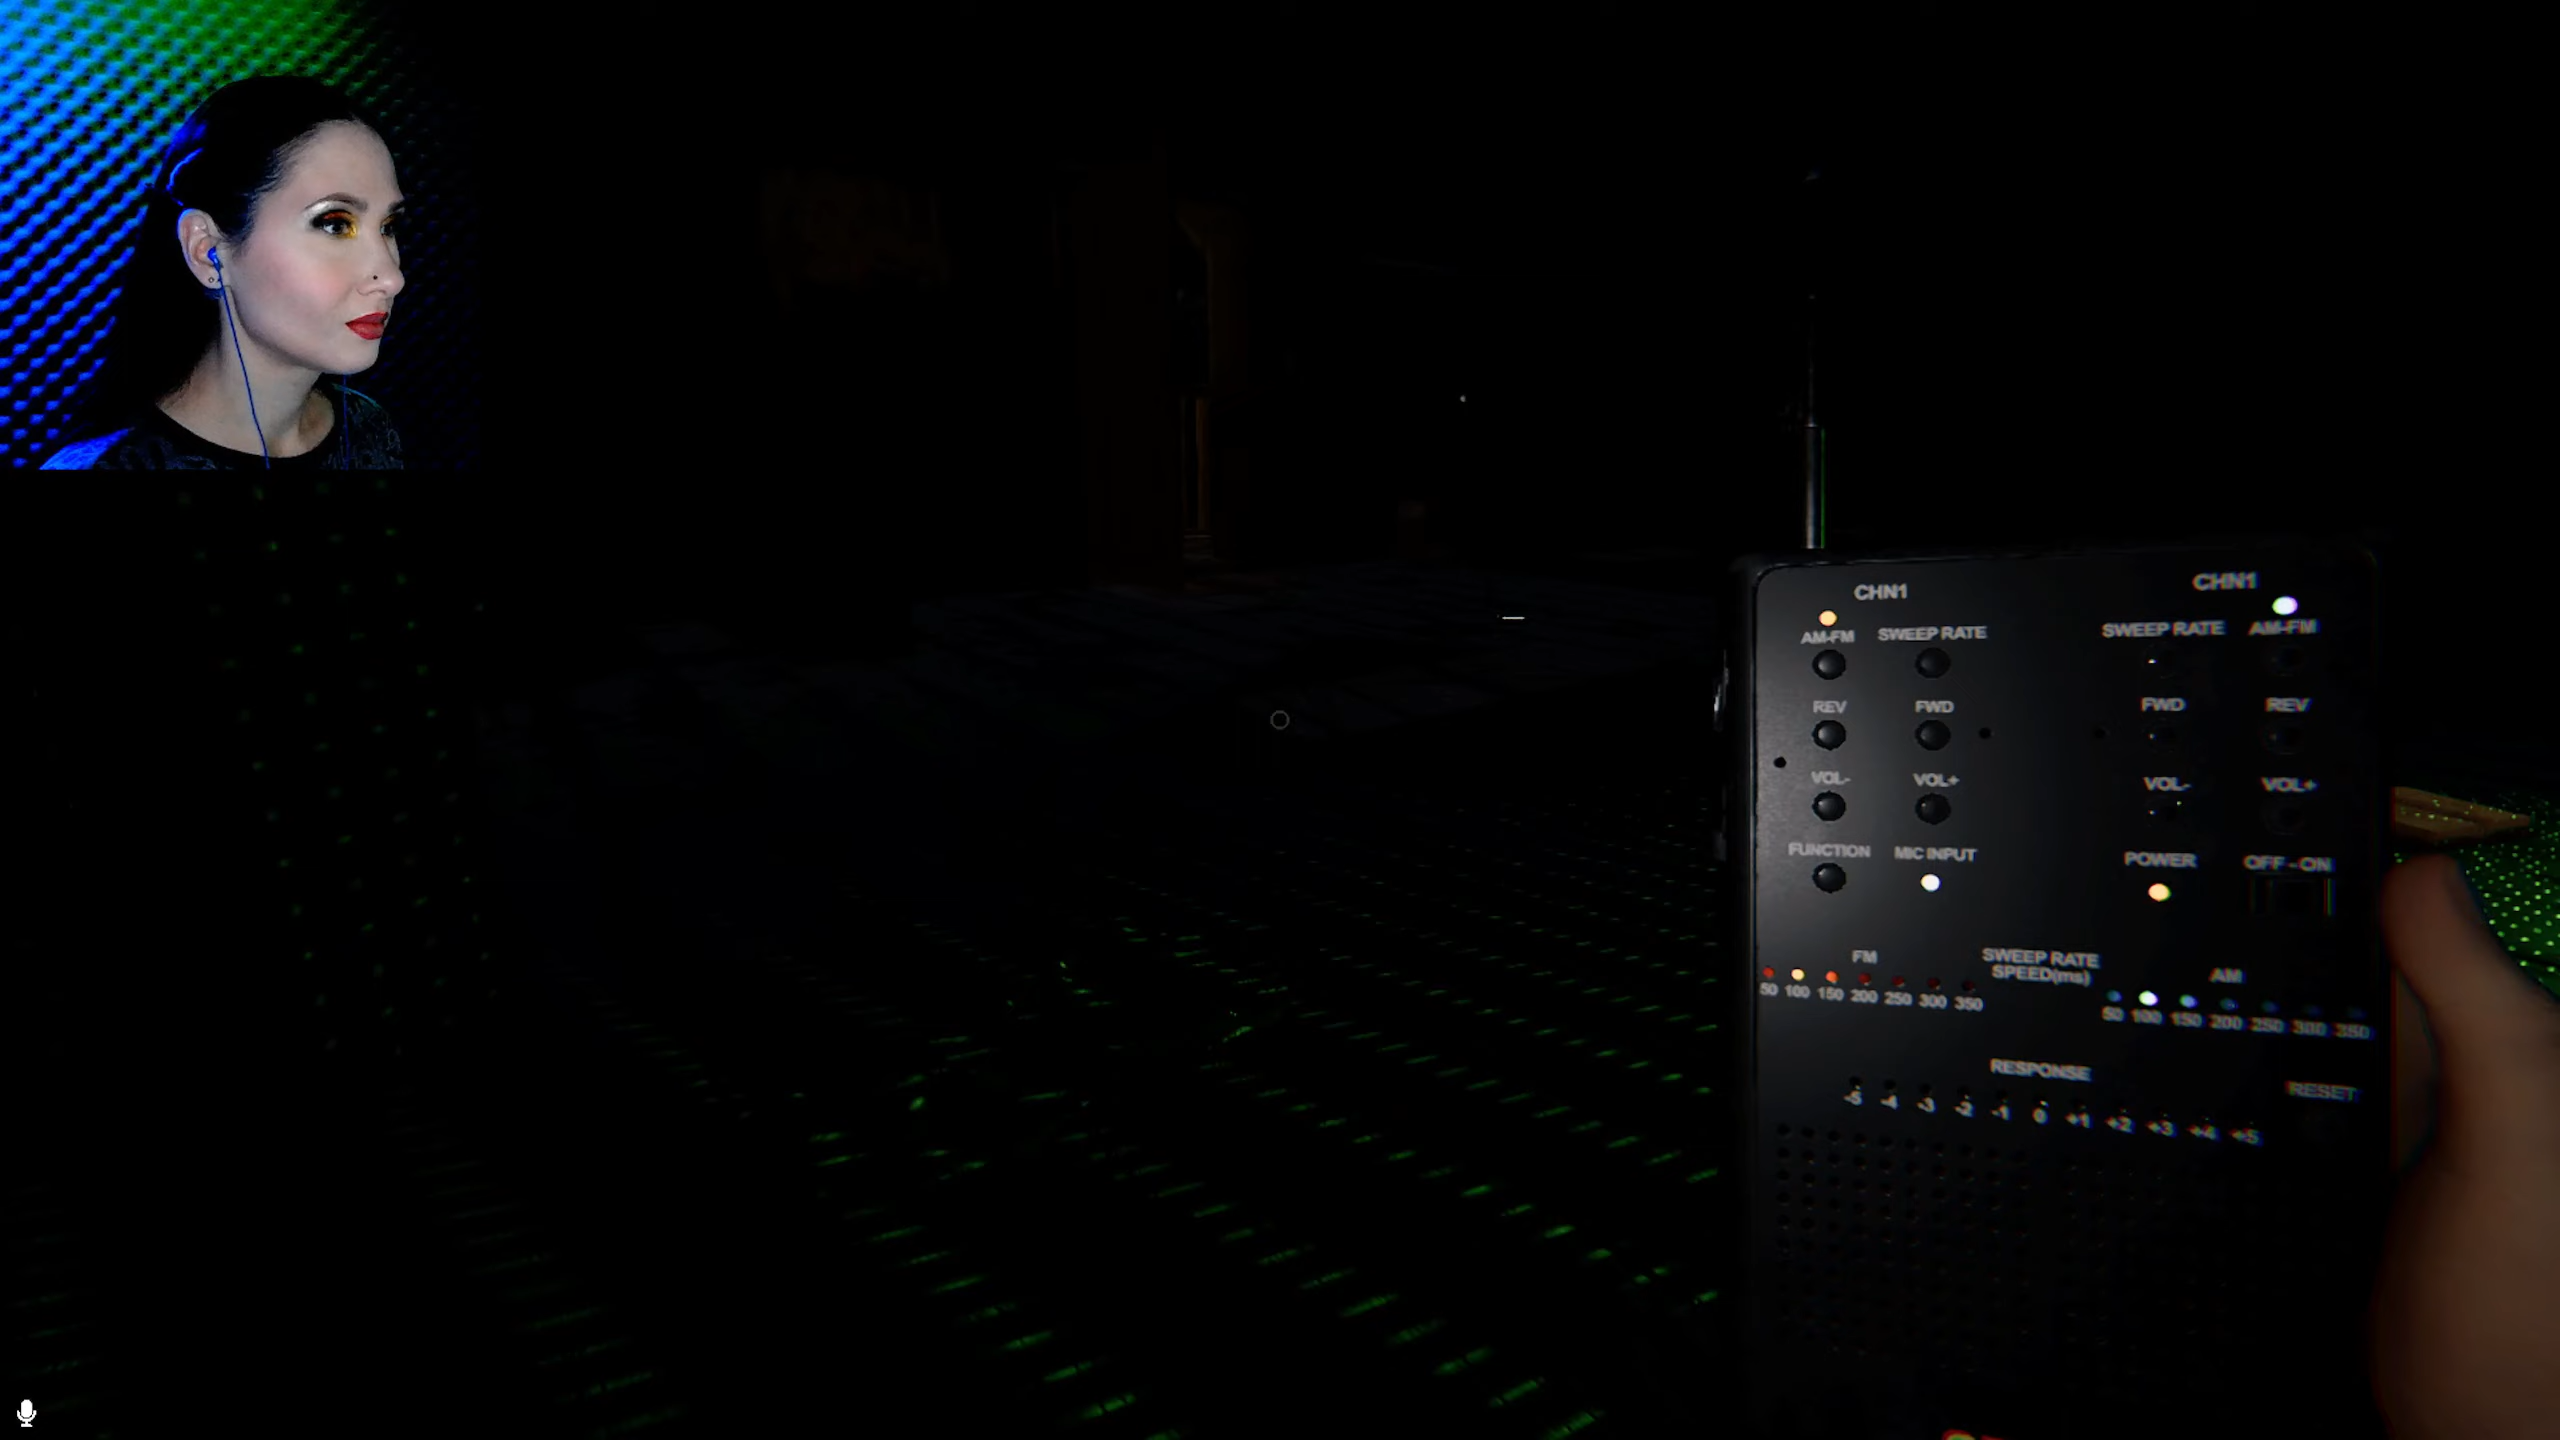 CHN1 CHN1
AM-FM SWEEP RATE SWEEP RATE AM-FM
REV FWD FWD REV
VOL- VOL+ VOL- VOL+
FUNCTION MIC INPUT POWER OFF - ON
FM SWEEP RATE AM
SPEED(ms)
50 100 150 200 250 300 350 50 100 150 200 250 300 350
RESPONSE RESET
-5 -4 -3 -2 -1 0 +1 +2 +3 +4 +5